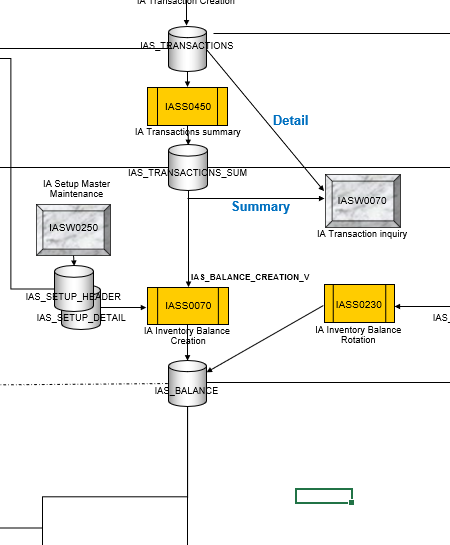 IA Transaction Creation
IAS_TRANSACTIONS
IASS0450
Detail
IA Transactions summary
IAS_TRANSACTIONS_SUM
IA Setup Master
Maintenance
IASW0070
Summary
IASW0250
IA Transaction inquiry
IAS_BALANCE_CREATION_V
IAS_SETUP_HEADER
IASS0070
IASS0230
IAS_SETUP_DETAIL
IAS_
IA Inventory Balance
Creation
IA Inventory Balance
Rotation
IAS_BALANCE